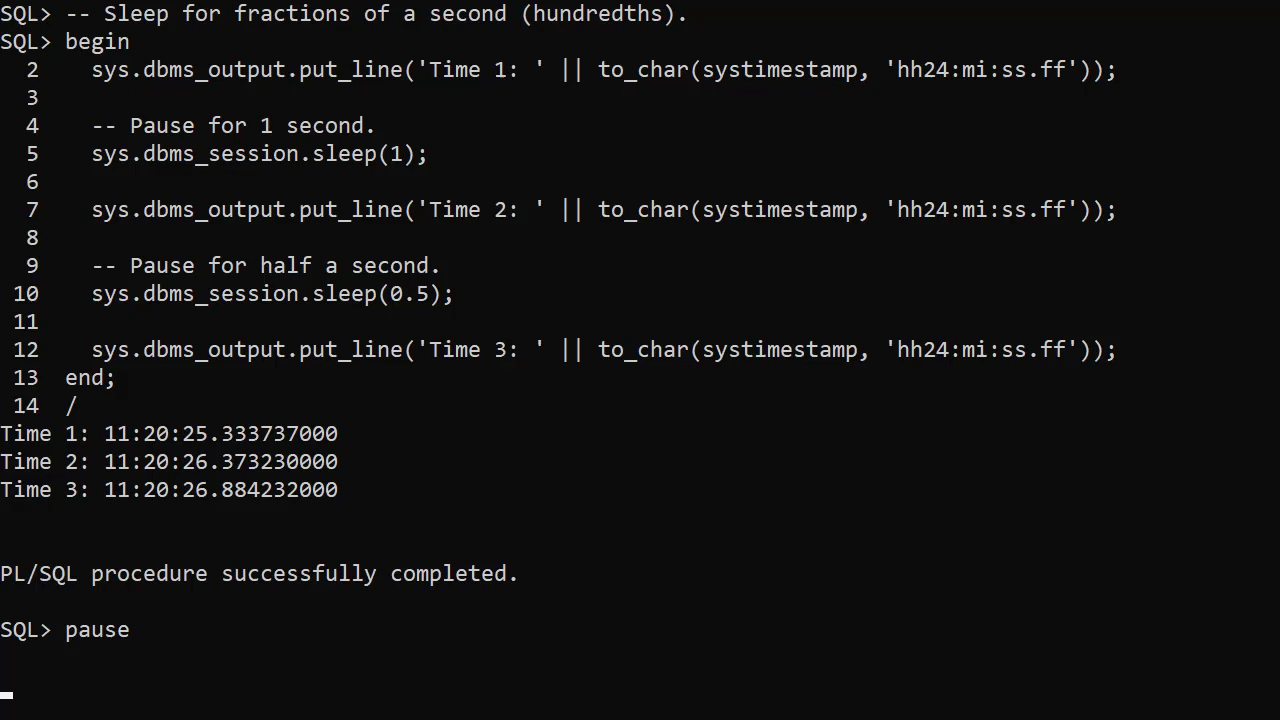 SQL> -- Sleep for fractions of a second (hundredths).
SQL> begin
  2    sys.dbms_output.put_line('Time 1: ' || to_char(systimestamp, 'hh24:mi:ss.ff'));
  3
  4    -- Pause for 1 second.
  5    sys.dbms_session.sleep(1);
  6
  7    sys.dbms_output.put_line('Time 2: ' || to_char(systimestamp, 'hh24:mi:ss.ff'));
  8
  9    -- Pause for half a second.
 10    sys.dbms_session.sleep(0.5);
 11
 12    sys.dbms_output.put_line('Time 3: ' || to_char(systimestamp, 'hh24:mi:ss.ff'));
 13  end;
 14  /
Time 1: 11:20:25.333737000
Time 2: 11:20:26.373230000
Time 3: 11:20:26.884232000
PL/SQL procedure successfully completed.
SQL> pause